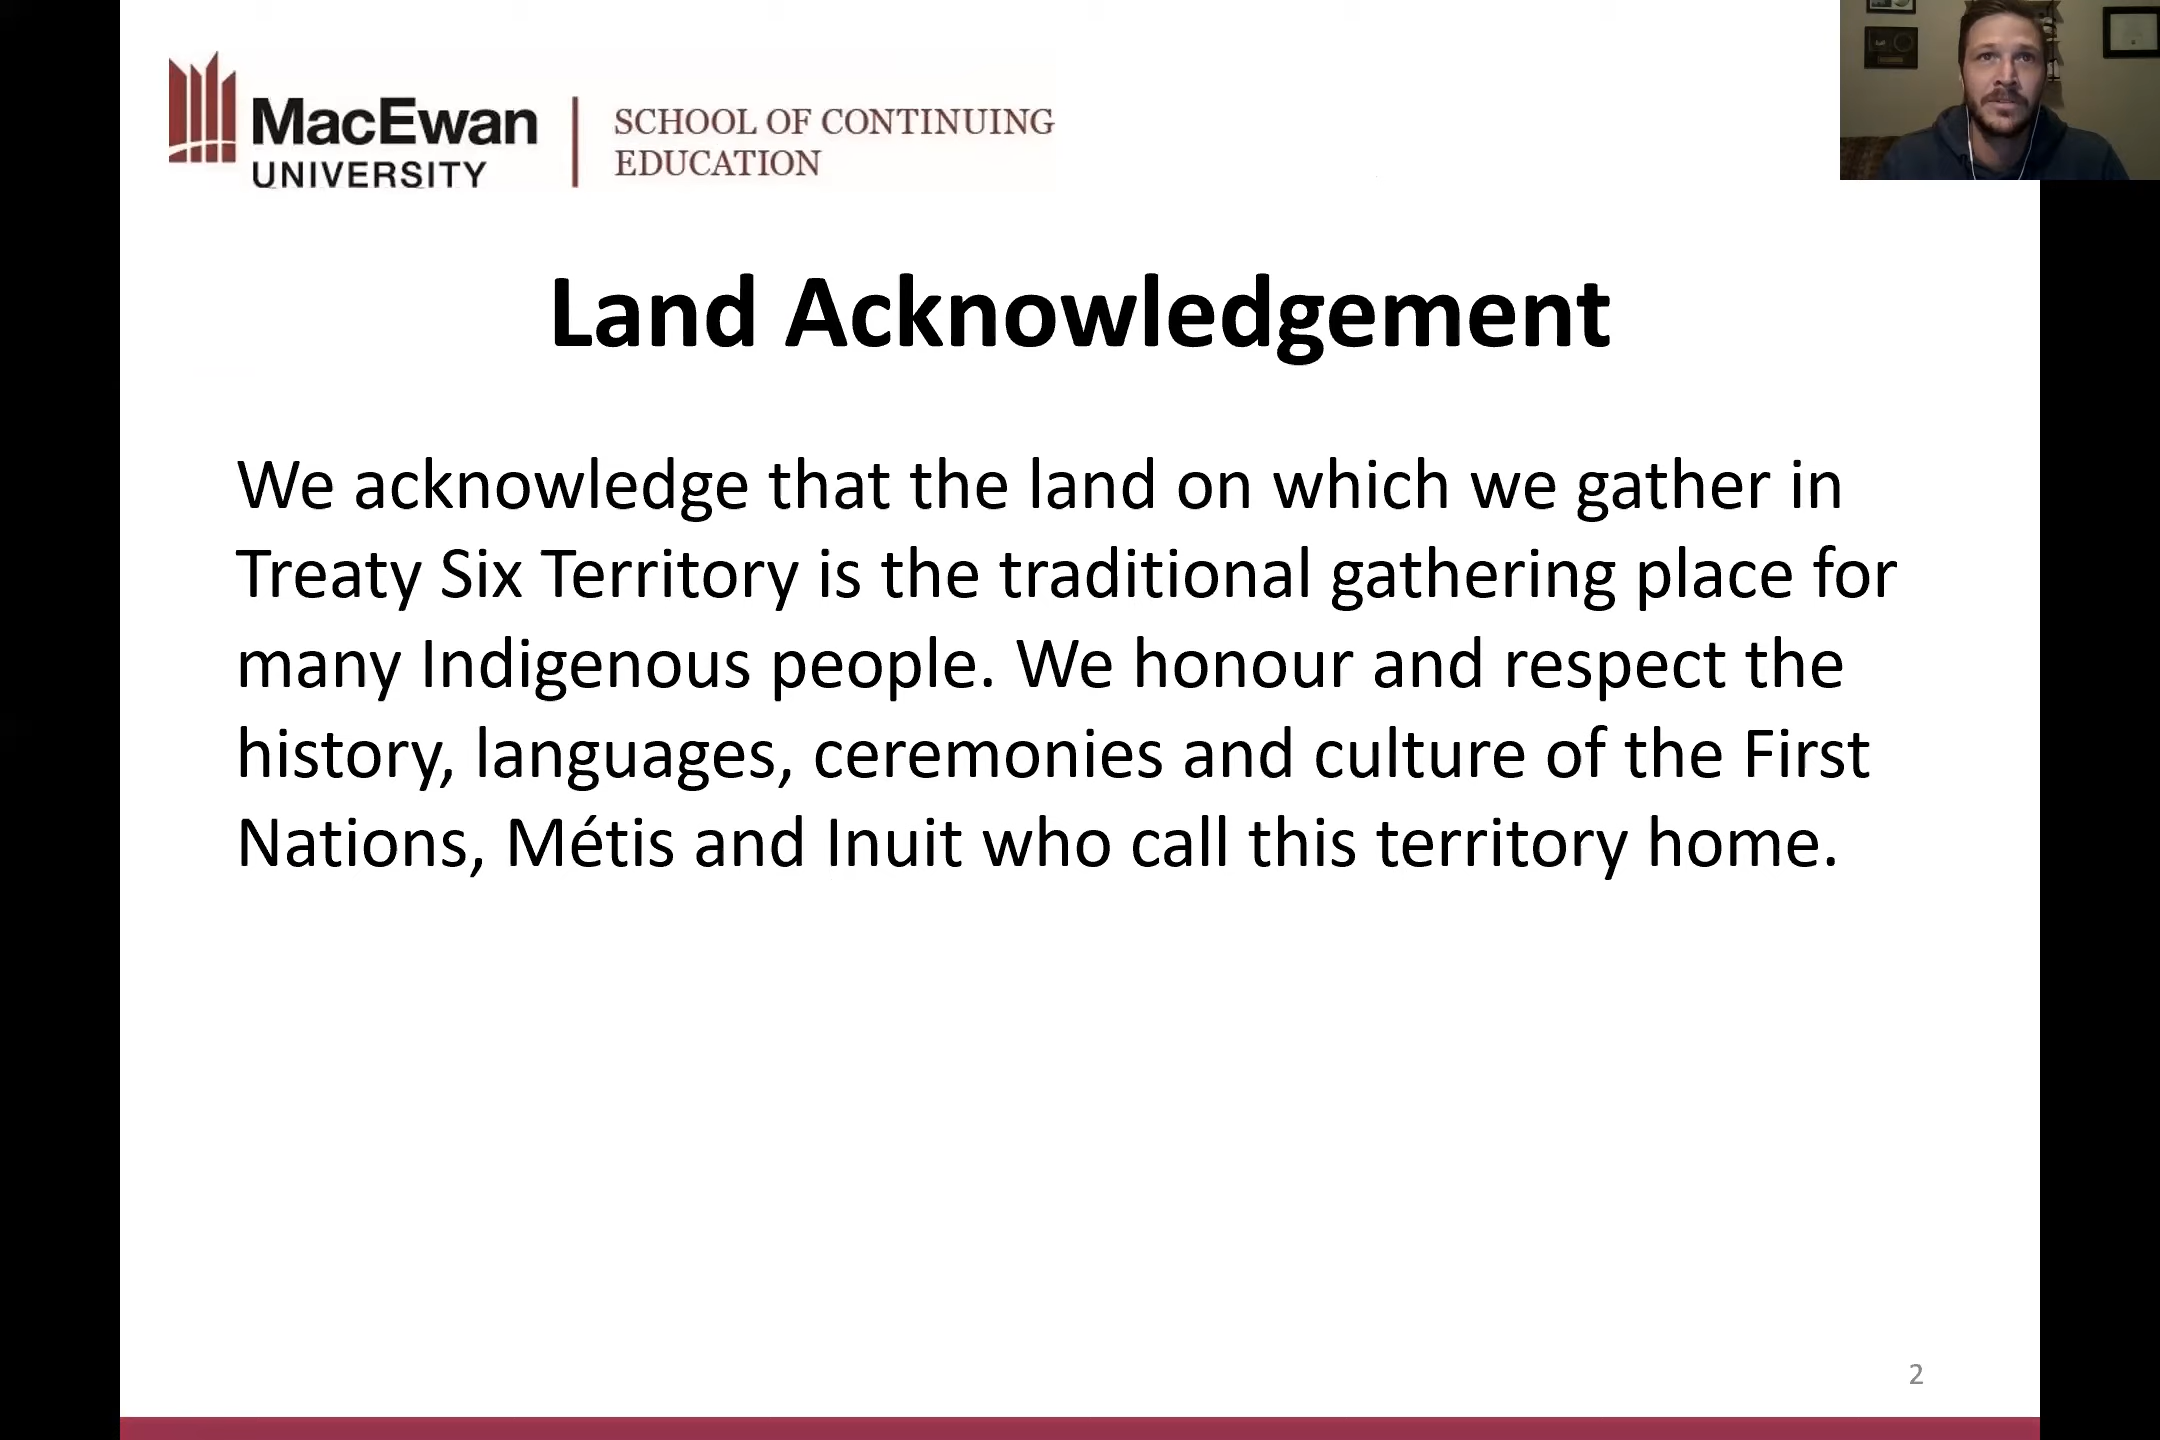 MacEwan
UNIVERSITY
SCHOOL OF CONTINUING
EDUCATION
Land Acknowledgement
We acknowledge that the land on which we gather in
Treaty Six Territory is the traditional gathering place for
many Indigenous people. We honour and respect the
history, languages, ceremonies and culture of the First
Nations, Métis and Inuit who call this territory home.
2